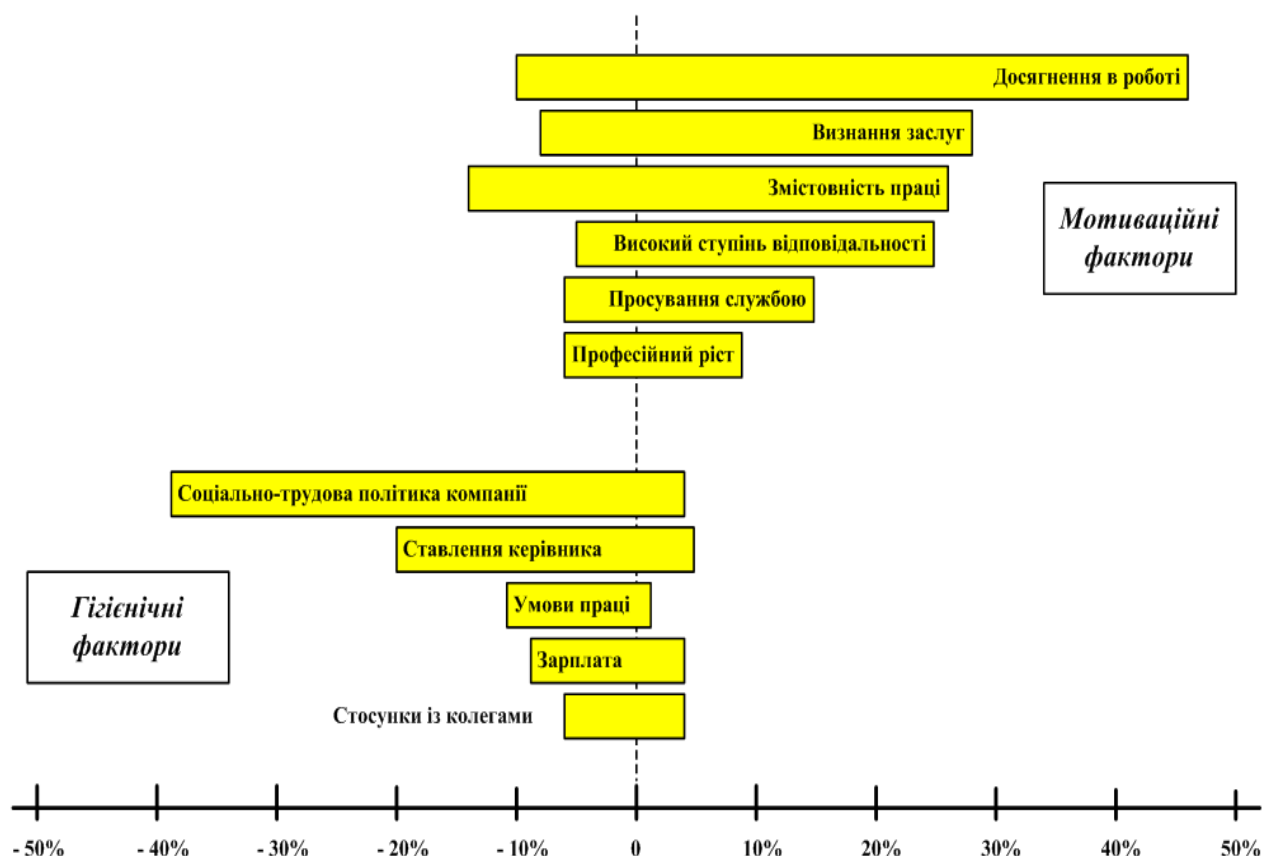 Досягнення в роботі
Визнання заслуг
Змістовність праці
Високий ступінь відповідальності
Просування службою
Професійний ріст
Мотиваційні
фактори
Соціально-трудова політика компанії
Ставлення керівника
Умови праці
Зарплата
Стосунки із колегами
Гігієнічні
фактори
- 50% - 40% - 30% - 20% - 10% 0 10% 20% 30% 40% 50%